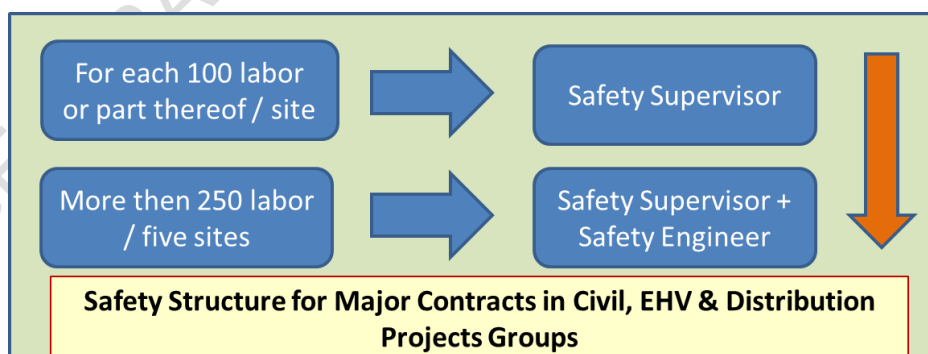 For each 100 labor
or part thereof / site
Safety Supervisor
More then 250 labor
/ five sites
Safety Supervisor +
Safety Engineer
Safety Structure for Major Contracts in Civil, EHV & Distribution
Projects Groups